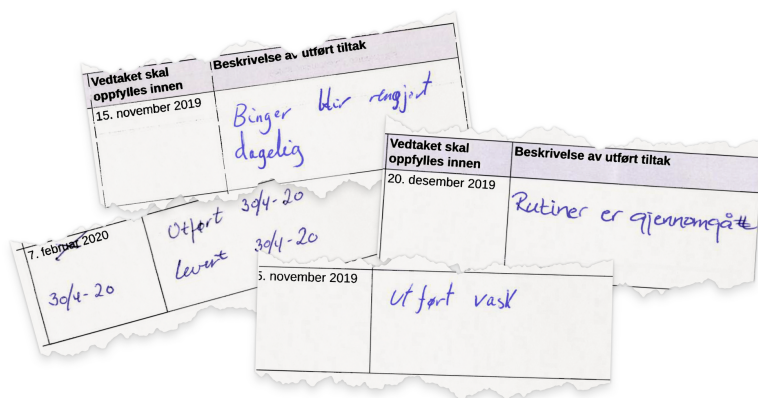 Vedtaket skal
oppfylles innen
Beskrivelse av utført tiltak
15. november 2019
Binger blir rengjort
dagelig
Vedtaket skal
oppfylles innen
Beskrivelse av utført tiltak
20. desember 2019
Rutiner er gjennomgått
7. februar 2020
30/4-20
Utført 30/4-20
Levert 30/4-20
5. november 2019
Utført vask